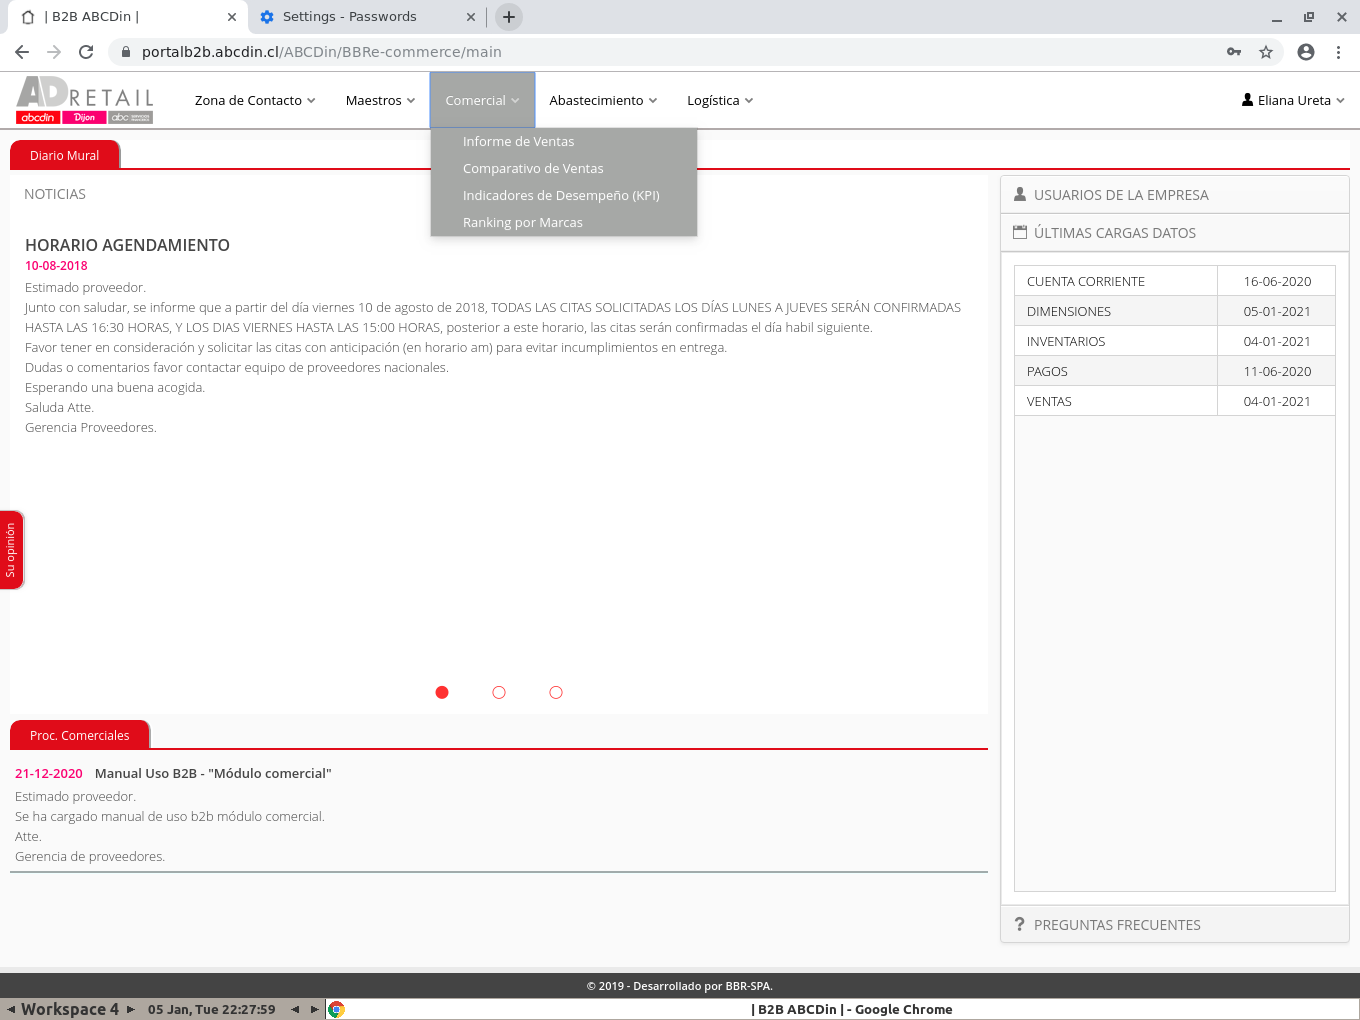 | B2B ABCDin |
Settings - Passwords
portalb2b.abcdin.cl/ABCDin/BBRe-commerce/main
ADRETAIL
abcdin Dijon abc
Zona de Contacto
Maestros
Comercial
Abastecimiento
Logística
Eliana Ureta
Informe de Ventas
Comparativo de Ventas
Indicadores de Desempeño (KPI)
Ranking por Marcas
Diario Mural
NOTICIAS
HORARIO AGENDAMIENTO
10-08-2018
Estimado proveedor.
Junto con saludar, se informe que a partir del día viernes 10 de agosto de 2018, TODAS LAS CITAS SOLICITADAS LOS DÍAS LUNES A JUEVES SERÁN CONFIRMADAS
HASTA LAS 16:30 HORAS, Y LOS DIAS VIERNES HASTA LAS 15:00 HORAS, posterior a este horario, las citas serán confirmadas el día habil siguiente.
Favor tener en consideración y solicitar las citas con anticipación (en horario am) para evitar incumplimientos en entrega.
Dudas o comentarios favor contactar equipo de proveedores nacionales.
Esperando una buena acogida.
Saluda Atte.
Gerencia Proveedores.
Su opinión
USUARIOS DE LA EMPRESA
ÚLTIMAS CARGAS DATOS
CUENTA CORRIENTE 16-06-2020
DIMENSIONES 05-01-2021
INVENTARIOS 04-01-2021
PAGOS 11-06-2020
VENTAS 04-01-2021
PREGUNTAS FRECUENTES
Proc. Comerciales
21-12-2020 Manual Uso B2B - "Módulo comercial"
Estimado proveedor.
Se ha cargado manual de uso b2b módulo comercial.
Atte.
Gerencia de proveedores.
© 2019 - Desarrollado por BBR-SPA.
Workspace 4
05 Jan, Tue 22:27:59
| B2B ABCDin | - Google Chrome